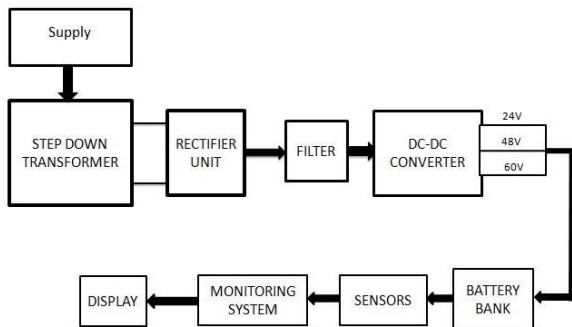 Supply
STEP DOWN
TRANSFORMER
RECTIFIER
UNIT
FILTER
DC-DC
CONVERTER
24V
48V
60V
DISPLAY
MONITORING
SYSTEM
SENSORS
BATTERY
BANK